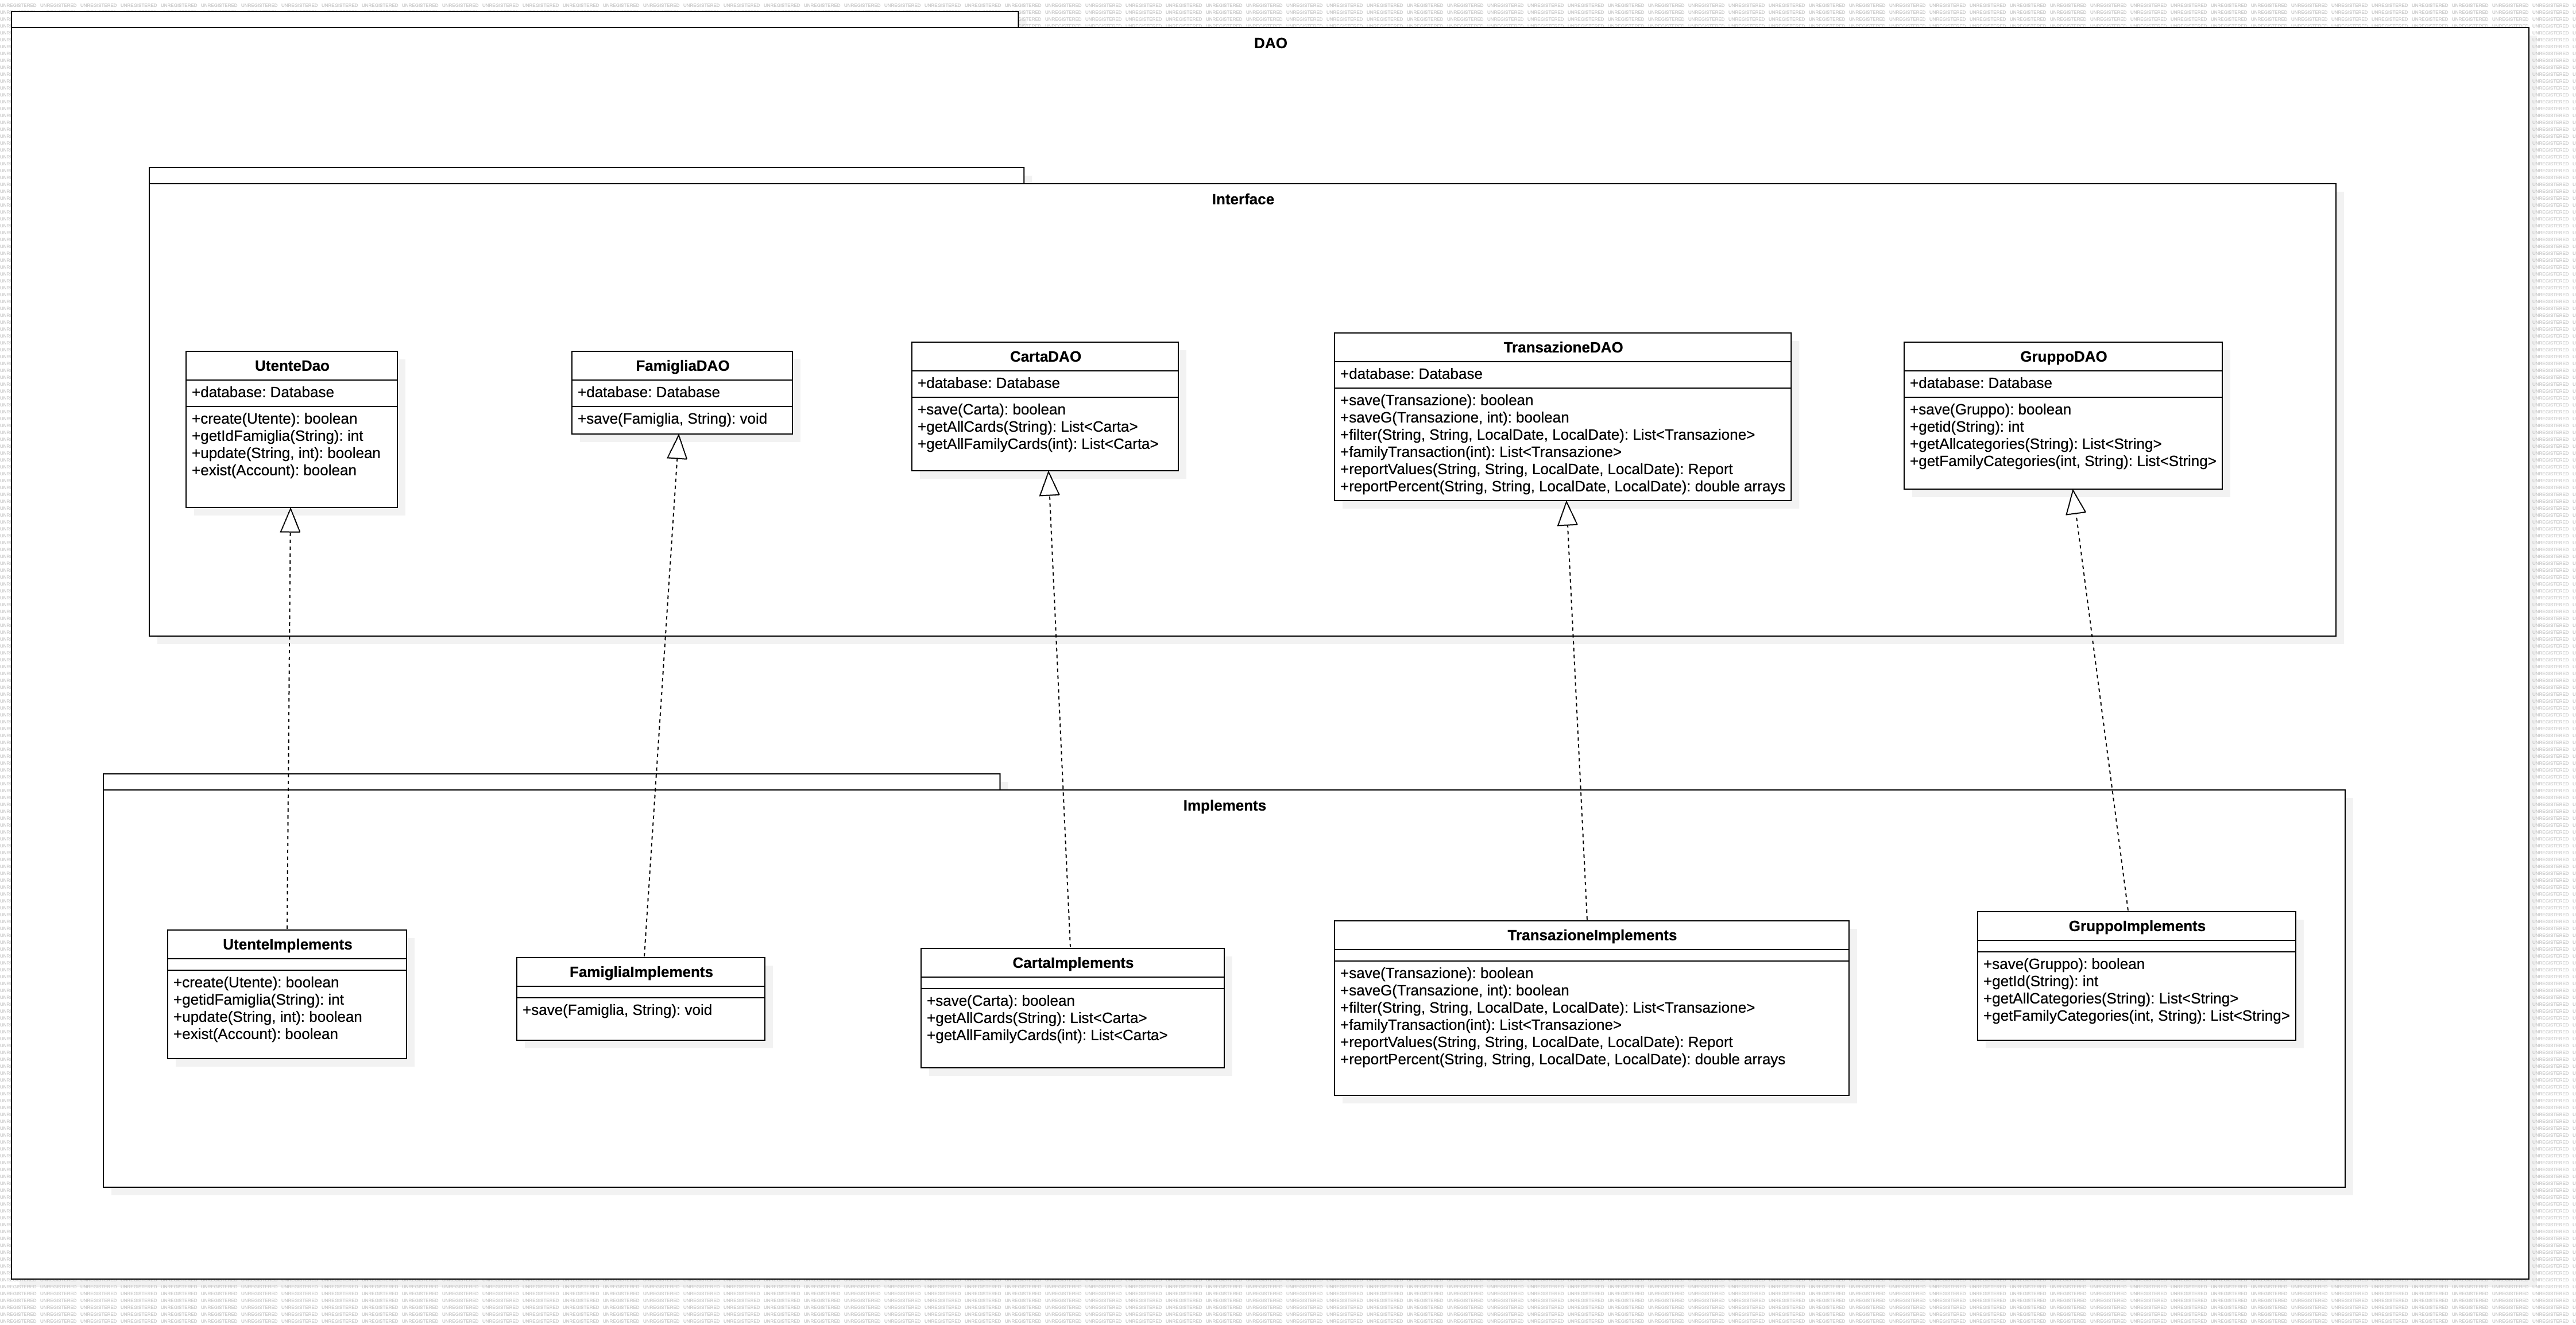 DAO
Interface
UtenteDao
+database: Database
+create(Utente): boolean
+getIdFamiglia(String): int
+update(String, int): boolean
+exist(Account): boolean
FamigliaDAO
+database: Database
+save(Famiglia, String): void
CartaDAO
+database: Database
+save(Carta): boolean
+getAllCards(String): List<Carta>
+getAllFamilyCards(int): List<Carta>
TransazioneDAO
+database: Database
+save(Transazione): boolean
+saveG(Transazione, int): boolean
+filter(String, String, LocalDate, LocalDate): List<Transazione>
+familyTransaction(int): List<Transazione>
+reportValues(String, String, LocalDate, LocalDate): Report
+reportPercent(String, String, LocalDate, LocalDate): double arrays
GruppoDAO
+database: Database
+save(Gruppo): boolean
+getid(String): int
+getAllcategories(String): List<String>
+getFamilyCategories(int, String): List<String>
Implements
UtenteImplements
+create(Utente): boolean
+getidFamiglia(String): int
+update(String, int): boolean
+exist(Account): boolean
FamigliaImplements
+save(Famiglia, String): void
CartaImplements
+save(Carta): boolean
+getAllCards(String): List<Carta>
+getAllFamilyCards(int): List<Carta>
TransazioneImplements
+save(Transazione): boolean
+saveG(Transazione, int): boolean
+filter(String, String, LocalDate, LocalDate): List<Transazione>
+familyTransaction(int): List<Transazione>
+reportValues(String, String, LocalDate, LocalDate): Report
+reportPercent(String, String, LocalDate, LocalDate): double arrays
GruppoImplements
+save(Gruppo): boolean
+getId(String): int
+getAllCategories(String): List<String>
+getFamilyCategories(int, String): List<String>
UNREGISTERED